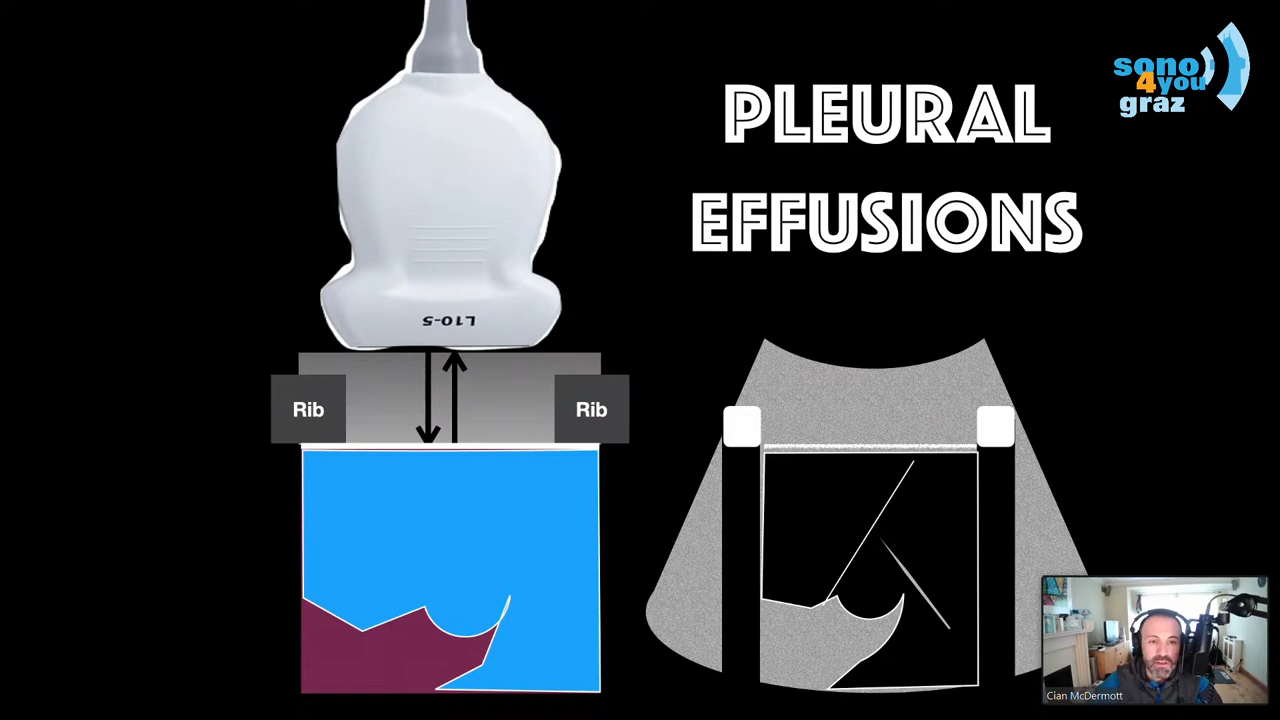 PLEURAL
EFFUSIONS
sono
4you
graz
L10-5
Rib
Rib
Cian McDermott